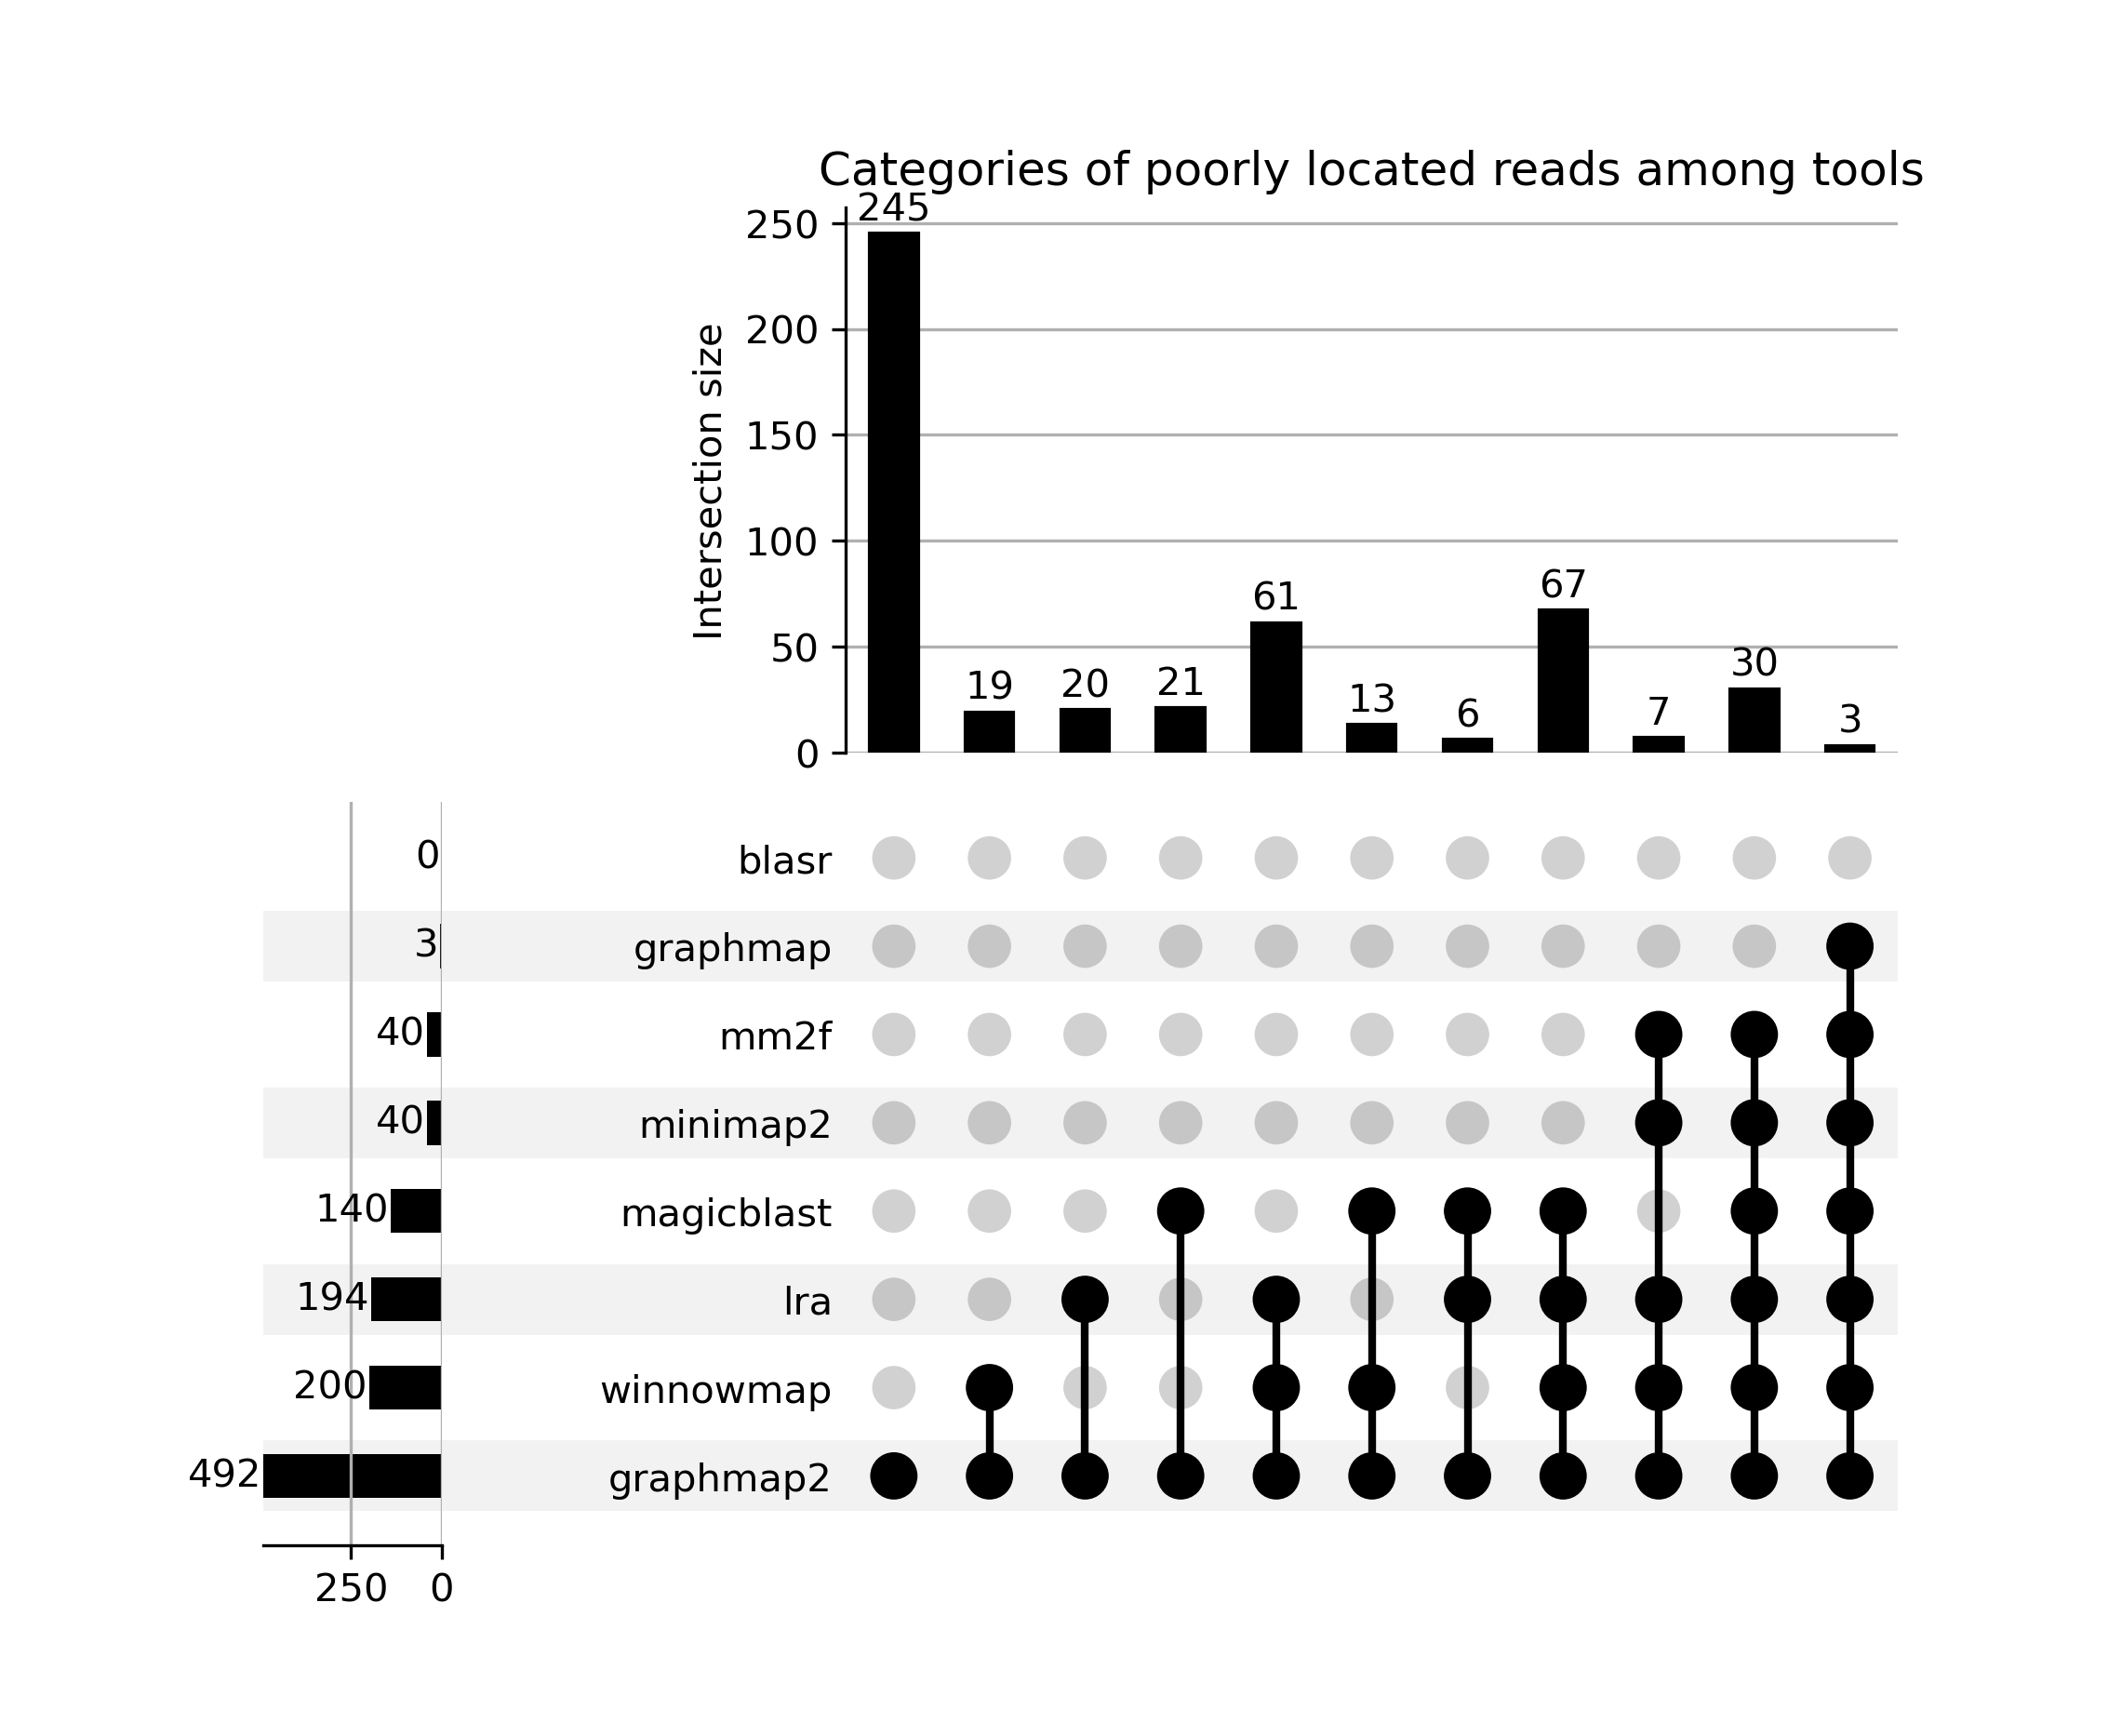 Categories of poorly located reads among tools
245
250
200
150
100
50
0
Intersection size
19
20
21
61
13
6
67
7
30
3
0
blasr
3
graphmap
40
mm2f
40
minimap2
140
magicblast
194
lra
200
winnowmap
492
graphmap2
250
0